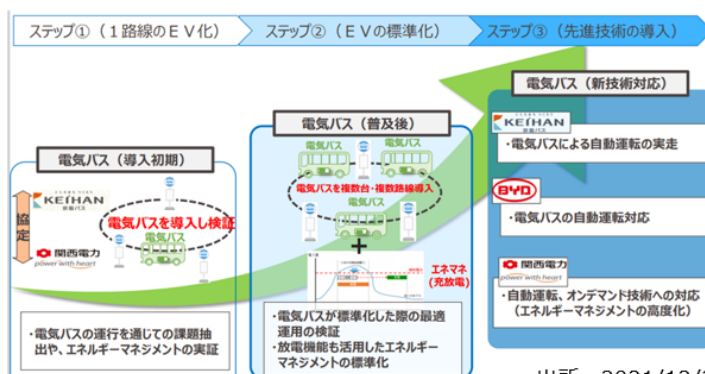 ステップ①（１路線のＥＶ化）
ステップ②（ＥＶの標準化）
ステップ③（先進技術の導入）
電気バス（導入初期）
協定
KEIHAN
京阪バス
関西電力
power with heart
電気バスを導入し検証
電気バス
・電気バスの運行を通じての課題抽
出や、エネルギーマネジメントの実証
電気バス（普及後）
電気バス
電気バス
電気バスを複数台・複数路線導入
電気バス
+
エネマネ
(充放電)
・電気バスが標準化した際の最適
運用の検証
・放電機能も活用したエネルギー
マネジメントの標準化
電気バス（新技術対応）
KEIHAN
京阪バス
・電気バスによる自動運転の実走
BYD
・電気バスの自動運転対応
関西電力
power with heart
・自動運転、オンデマンド技術への対応
（エネルギーマネジメントの高度化）